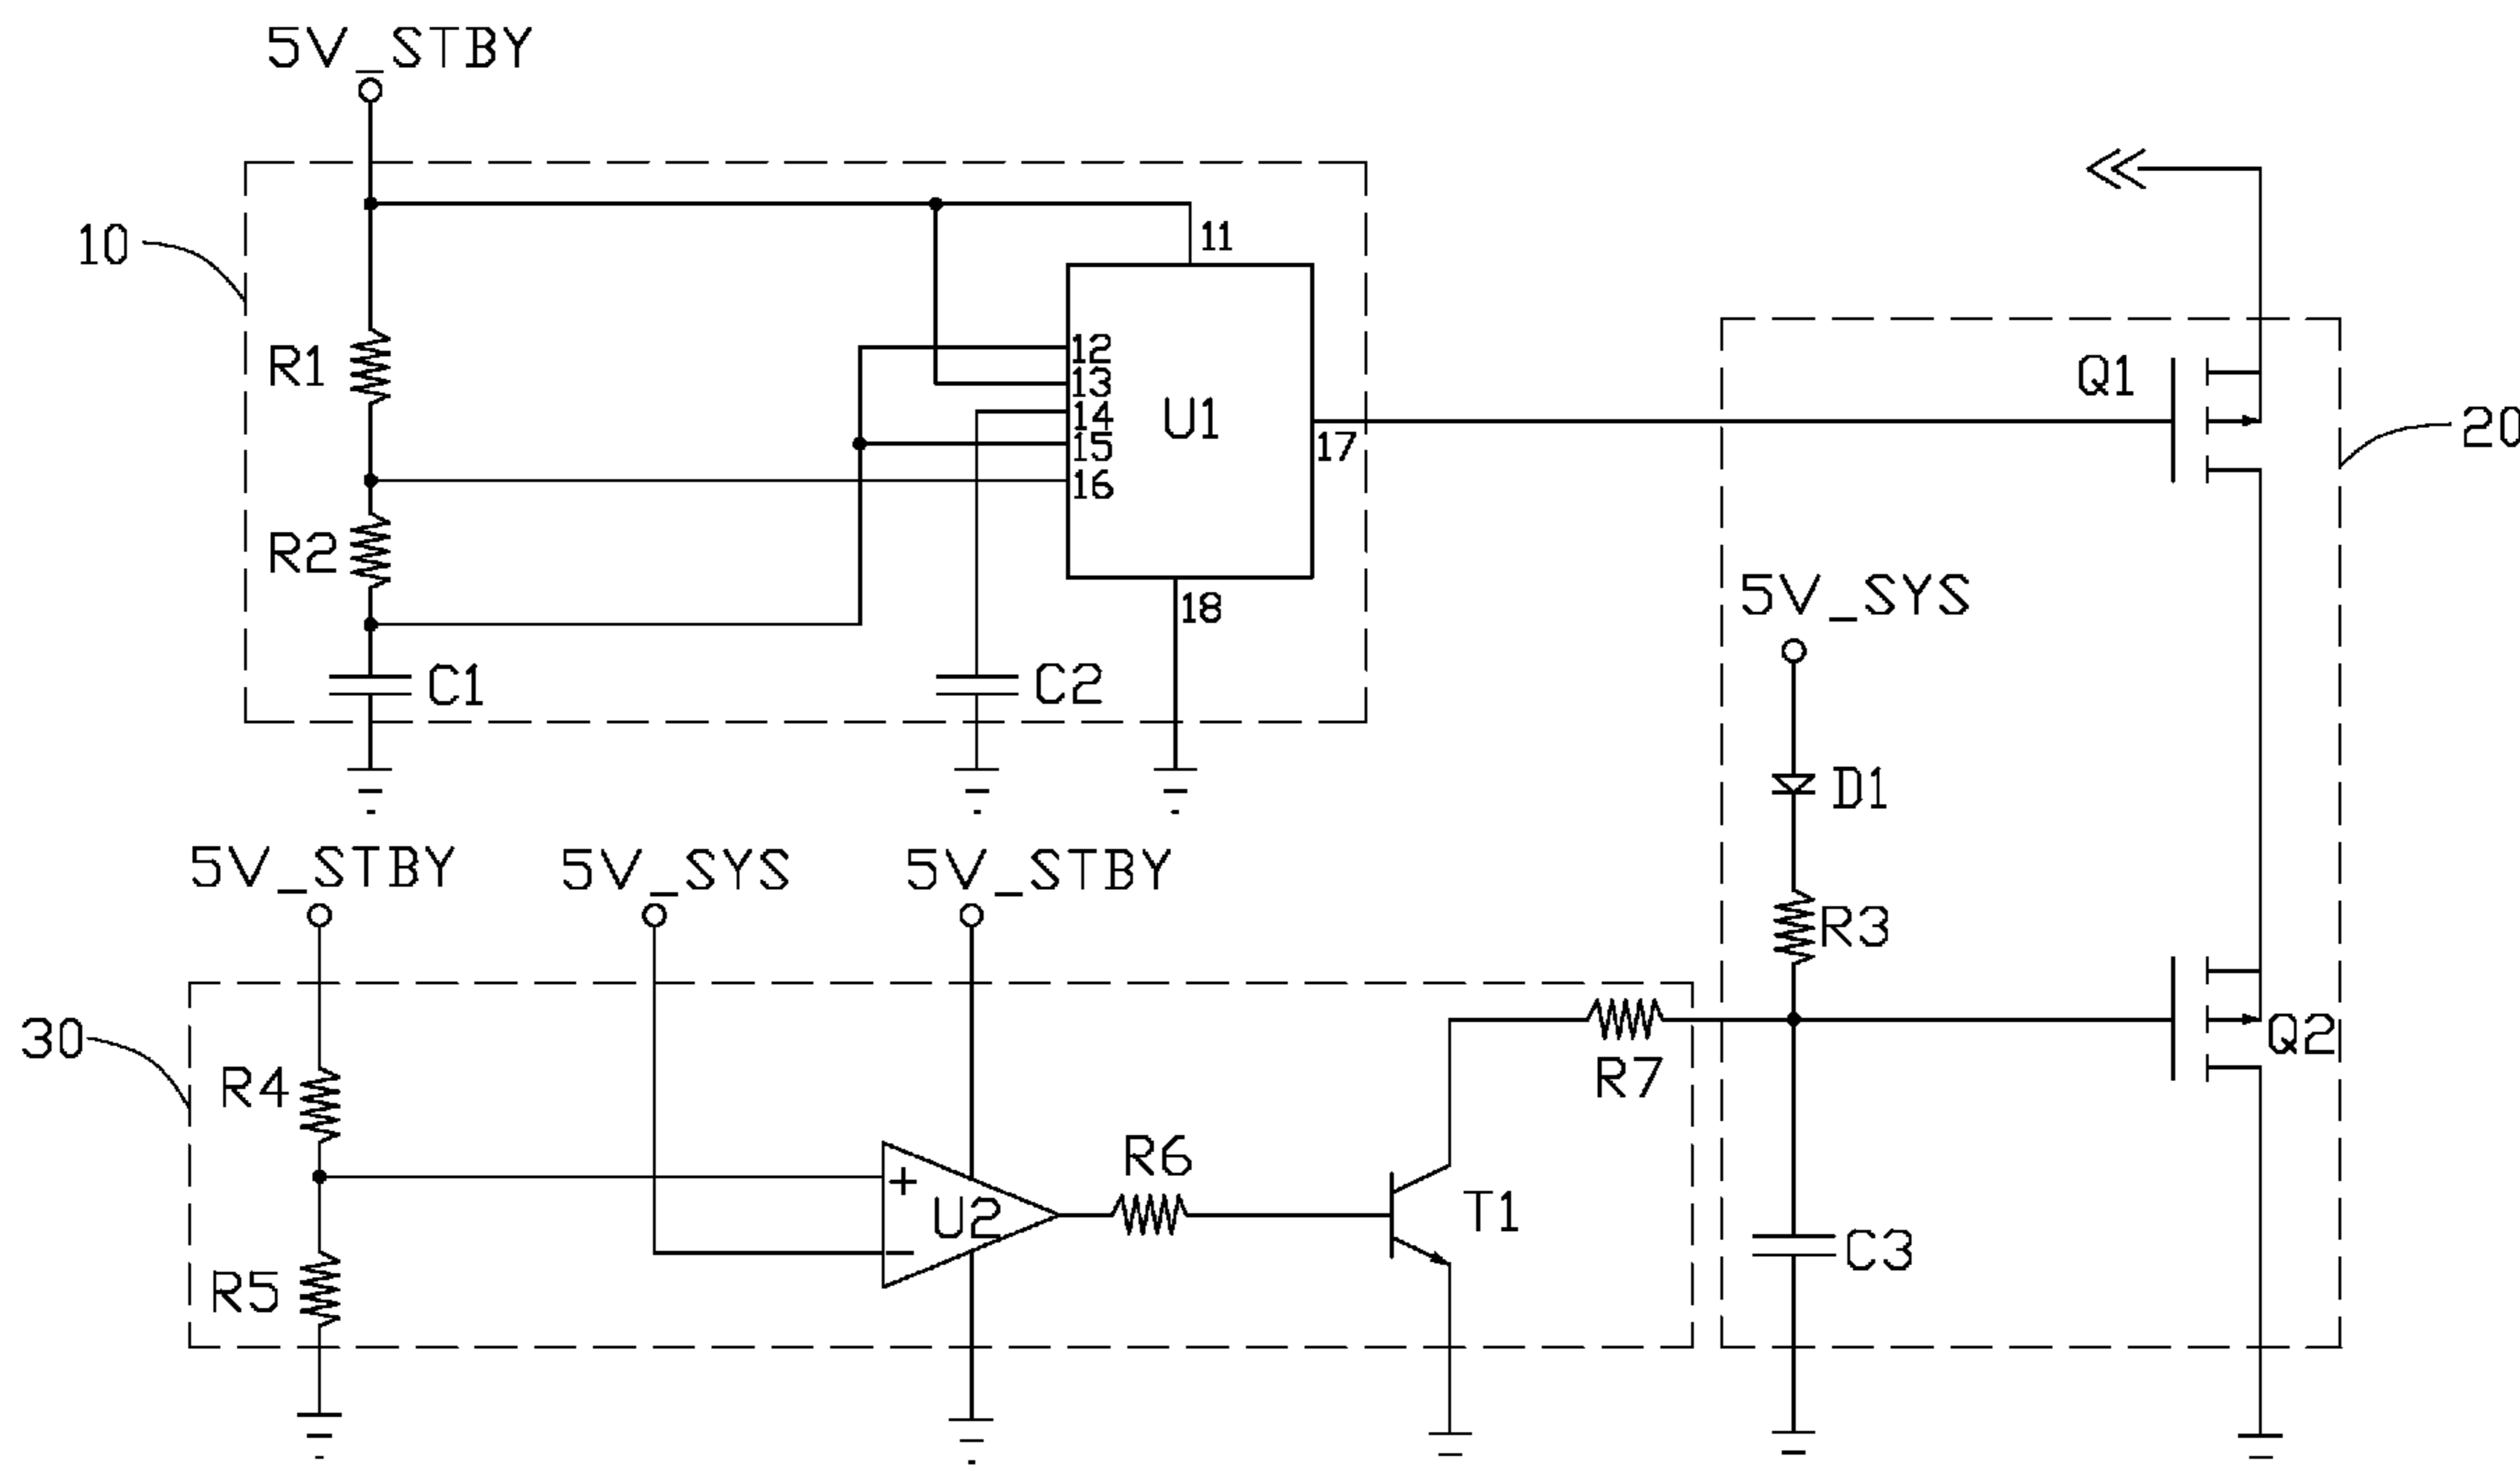 5V_STBY
10
11
R1
12
13
14
15
16
U1
17
Q1
20
R2
18
C1
C2
5V_SYS
D1
R3
5V_STBY
5V_SYS
5V_STBY
30
R4
R7
Q2
+
U2
−
R6
T1
R5
C3